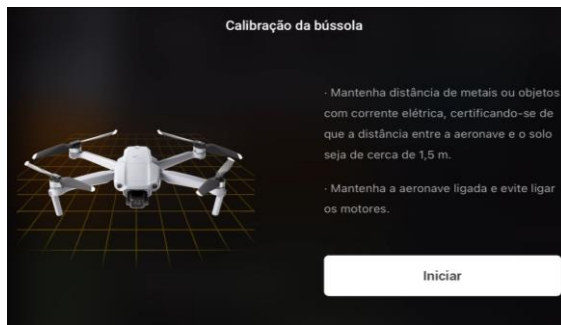 Calibração da bússola
· Mantenha distância de metais ou objetos
com corrente elétrica, certificando-se de
que a distância entre a aeronave e o solo
seja de cerca de 1,5 m.
· Mantenha a aeronave ligada e evite ligar
os motores.
Iniciar